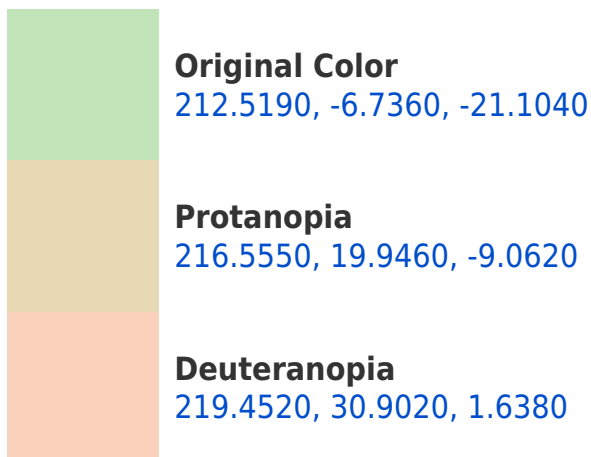 Original Color
212.5190, -6.7360, -21.1040
Protanopia
216.5550, 19.9460, -9.0620
Deuteranopia
219.4520, 30.9020, 1.6380